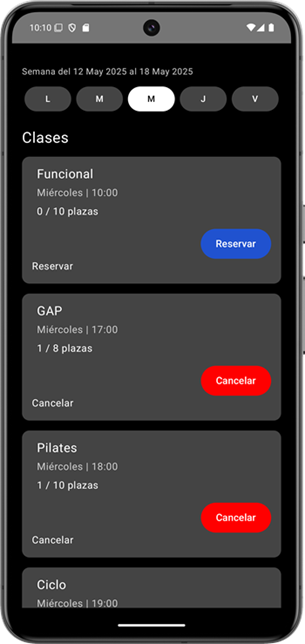 10:10
Semana del 12 May 2025 al 18 May 2025
L M M J V
Clases
Funcional
Miércoles | 10:00
0 / 10 plazas
Reservar
Reservar
GAP
Miércoles | 17:00
1 / 8 plazas
Cancelar
Cancelar
Pilates
Miércoles | 18:00
1 / 10 plazas
Cancelar
Cancelar
Ciclo
Miércoles | 19:00